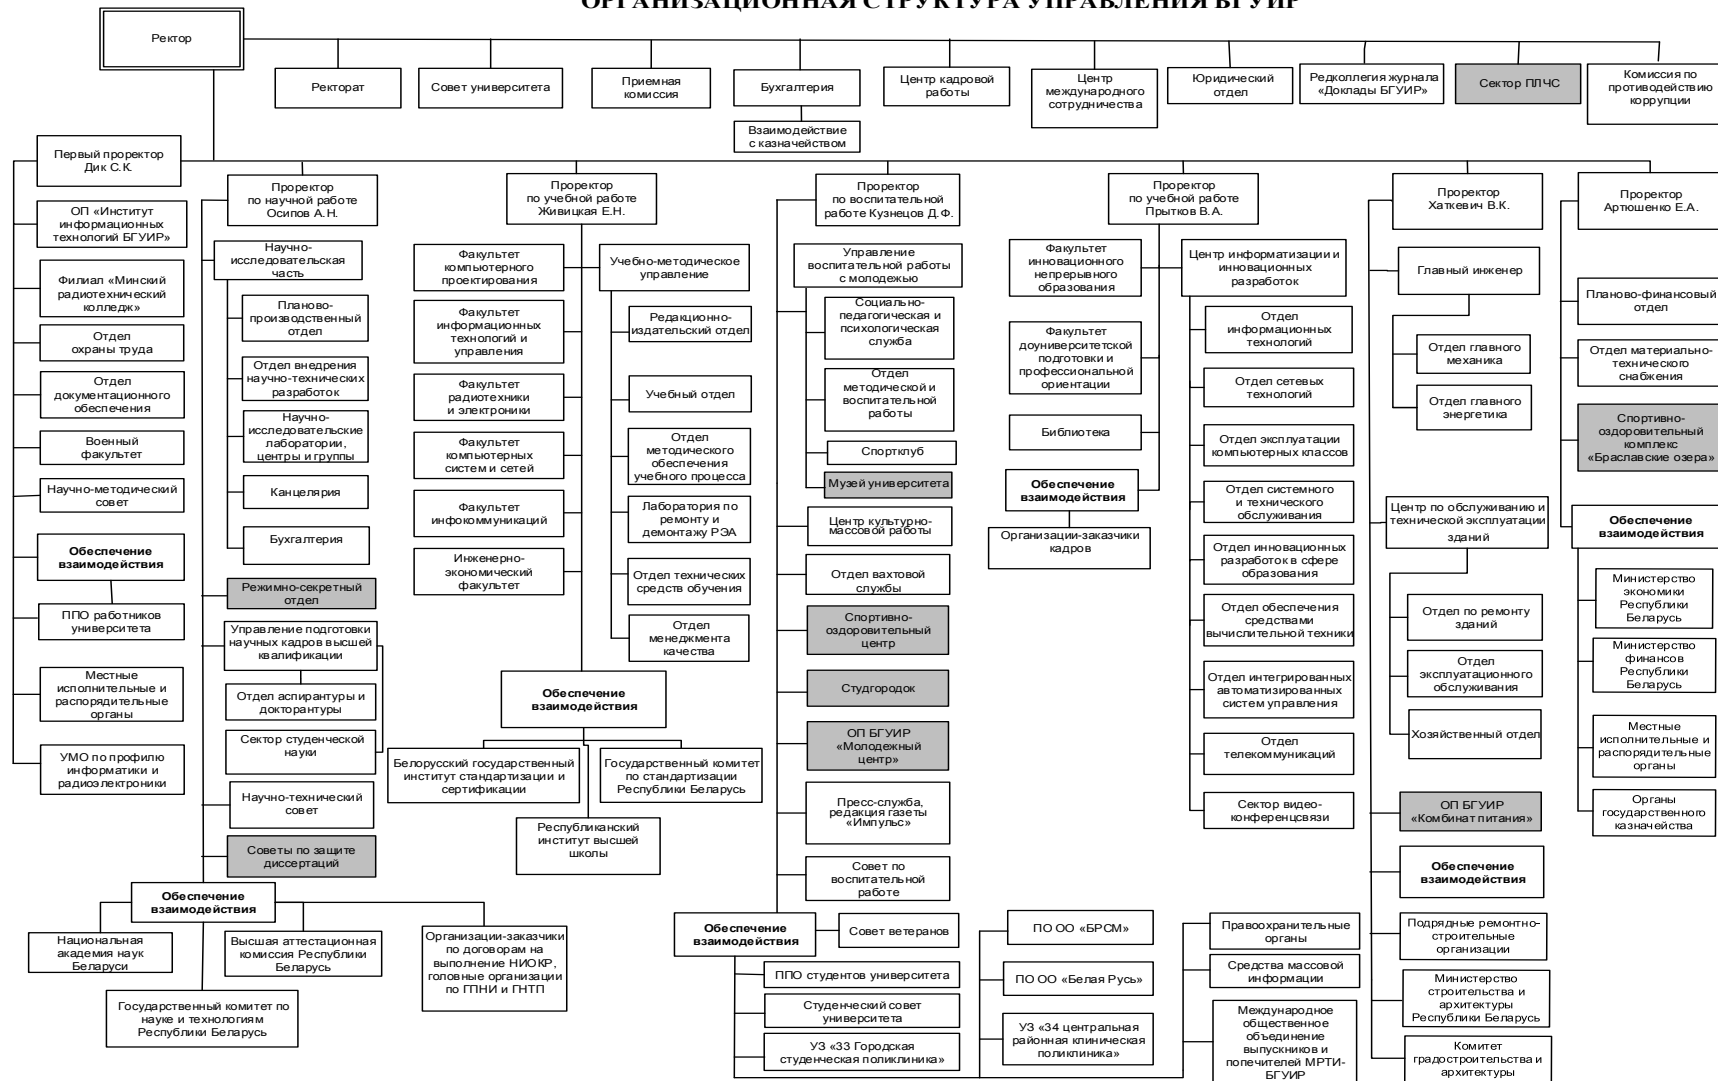 ОРГАНИЗАЦИОННАЯ СТРУКТУРА УПРАВЛЕНИЯ БГУИР
Ректор
Ректорат
Совет университета
Приемная
комиссия
Бухгалтерия
Центр кадровой
работы
Центр
международного
сотрудничества
Юридический
отдел
Редколлегия журнала
«Доклады БГУИР»
Сектор ПЛЧС
Комиссия по
противодействию
коррупции
Взаимодействие
с казначейством
Первый проректор
Дик С.К.
ОП «Институт
информационных
технологий БГУИР»
Филиал «Минский
радиотехнический
колледж»
Отдел
охраны труда
Отдел
документационного
обеспечения
Военный
факультет
Научно-методический
совет
Обеспечение
взаимодействия
ППО работников
университета
Местные
исполнительные и
распорядительные
органы
УМО по профилю
информатики и
радиоэлектроники
Проректор
по научной работе
Осипов А.Н.
Научно-
исследовательская
часть
Планово-
производственный
отдел
Отдел внедрения
научно-технических
разработок
Научно-
исследовательские
лаборатории,
центры и группы
Канцелярия
Бухгалтерия
Режимно-секретный
отдел
Управление подготовки
научных кадров высшей
квалификации
Отдел аспирантуры и
докторантуры
Сектор студенческой
науки
Научно-технический
совет
Советы по защите
диссертаций
Обеспечение
взаимодействия
Национальная
академия наук
Беларуси
Высшая аттестационная
комиссия Республики
Беларусь
Организации-заказчики
по договорам на
выполнение НИОКР,
головные организации
по ГПНИ и ГНТП
Государственный комитет по
науке и технологиям
Республики Беларусь
Проректор
по учебной работе
Живицкая Е.Н.
Факультет
компьютерного
проектирования
Факультет
информационных
технологий и
управления
Факультет
радиотехники
и электроники
Факультет
компьютерных
систем и сетей
Факультет
инфокоммуникаций
Инженерно-
экономический
факультет
Учебно-методическое
управление
Редакционно-
издательский отдел
Учебный отдел
Отдел
методического
обеспечения
учебного процесса
Лаборатория по
ремонту и
демонтажу РЭА
Отдел технических
средств обучения
Отдел
менеджмента
качества
Обеспечение
взаимодействия
Белорусский государственный
институт стандартизации и
сертификации
Государственный комитет
по стандартизации
Республики Беларусь
Республиканский
институт высшей
школы
Проректор
по воспитательной
работе Кузнецов Д.Ф.
Управление
воспитательной работы
с молодежью
Социально-
педагогическая и
психологическая
служба
Отдел
методической и
воспитательной
работы
Спортклуб
Музей университета
Центр культурно-
массовой работы
Отдел вахтовой
службы
Спортивно-
оздоровительный
центр
Студгородок
ОП БГУИР
«Молодежный
центр»
Пресс-служба,
редакция газеты
«Импульс»
Совет по
воспитательной
работе
Обеспечение
взаимодействия
Совет ветеранов
ППО студентов университета
Студенческий совет
университета
УЗ «33 Городская
студенческая поликлиника»
ПО ОО «БРСМ»
ПО ОО «Белая Русь»
УЗ «34 центральная
районная клиническая
поликлиника»
Правоохранительные
органы
Средства массовой
информации
Международное
общественное
объединение
выпускников и
попечителей МРТИ-
БГУИР
Проректор
по учебной работе
Прытков В.А.
Факультет
инновационного
непрерывного
образования
Факультет
доуниверситетской
подготовки и
профессиональной
ориентации
Библиотека
Обеспечение
взаимодействия
Организации-заказчики
кадров
Центр информатизации и
инновационных
разработок
Отдел
информационных
технологий
Отдел сетевых
технологий
Отдел эксплуатации
компьютерных классов
Отдел системного
и технического
обслуживания
Отдел инновационных
разработок в сфере
образования
Отдел обеспечения
средствами
вычислительной техники
Отдел интегрированных
автоматизированных
систем управления
Отдел
телекоммуникаций
Сектор видео-
конференцсвязи
Проректор
Хаткевич В.К.
Главный инженер
Отдел главного
механика
Отдел главного
энергетика
Центр по обслуживанию и
технической эксплуатации
зданий
Отдел по ремонту
зданий
Отдел
эксплуатационного
обслуживания
Хозяйственный отдел
ОП БГУИР
«Комбинат питания»
Обеспечение
взаимодействия
Подрядные ремонтно-
строительные
организации
Министерство
строительства и
архитектуры
Республики Беларусь
Комитет
градостроительства и
архитектуры
Проректор
Артюшенко Е.А.
Планово-финансовый
отдел
Отдел материально-
технического
снабжения
Спортивно-
оздоровительный
комплекс
«Браславские озера»
Обеспечение
взаимодействия
Министерство
экономики
Республики
Беларусь
Министерство
финансов
Республики
Беларусь
Местные
исполнительные и
распорядительные
органы
Органы
государственного
казначейства